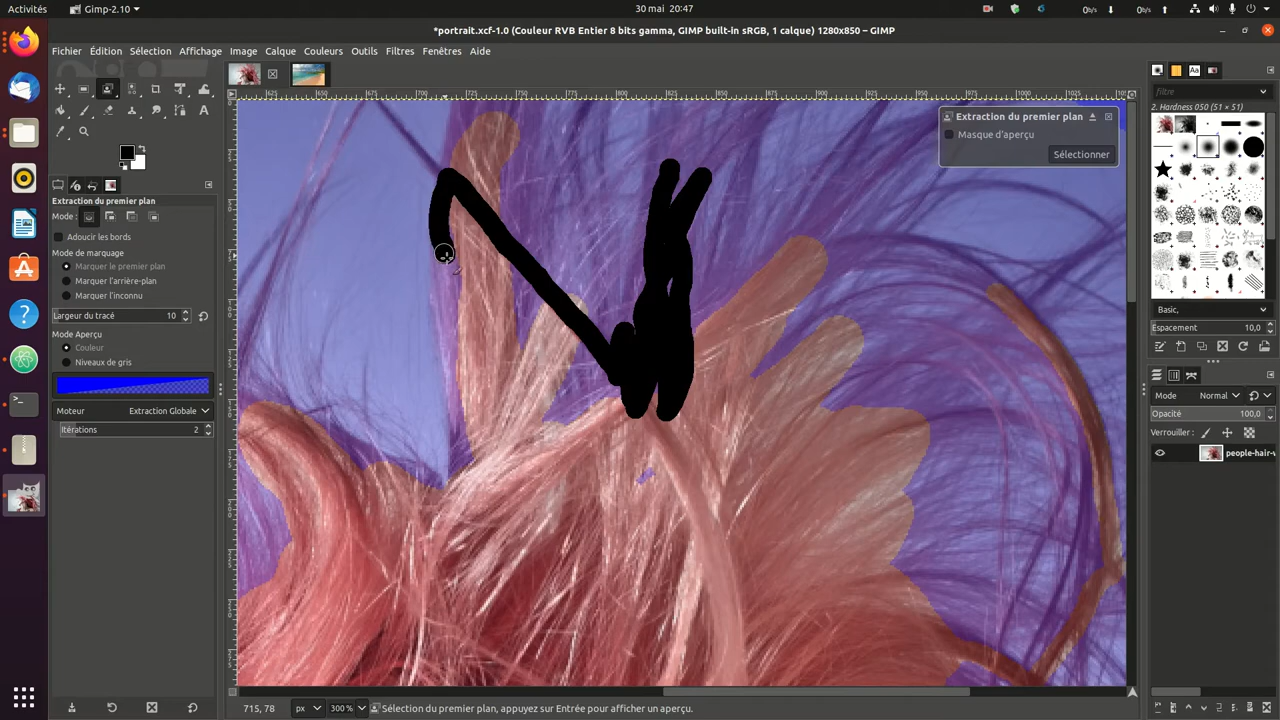 Activités
Gimp-2.10
30 mai 20:47
0/s
0/s
*portrait.xcf-1.0 (Couleur RVB Entier 8 bits gamma, GIMP built-in sRGB, 1 calque) 1280x850 – GIMP
Fichier Édition Sélection Affichage Image Calque Couleurs Outils Filtres Fenêtres Aide
Extraction du premier plan
Masque d'aperçu
Sélectionner
Extraction du premier plan
Mode :
Adoucir les bords
Mode de marquage
Marquer le premier plan
Marquer l'arrière-plan
Marquer l'inconnu
Largeur du tracé 10
Mode Aperçu
Couleur
Niveaux de gris
Moteur Extraction Globale
Itérations 2
filtre
2. Hardness 050 (51 × 51)
Basic,
Espacement 10,0
Mode Normal
Opacité 100,0
Verrouiller :
people-hair-
715, 78 px 300 % Sélection du premier plan, appuyez sur Entrée pour afficher un aperçu.